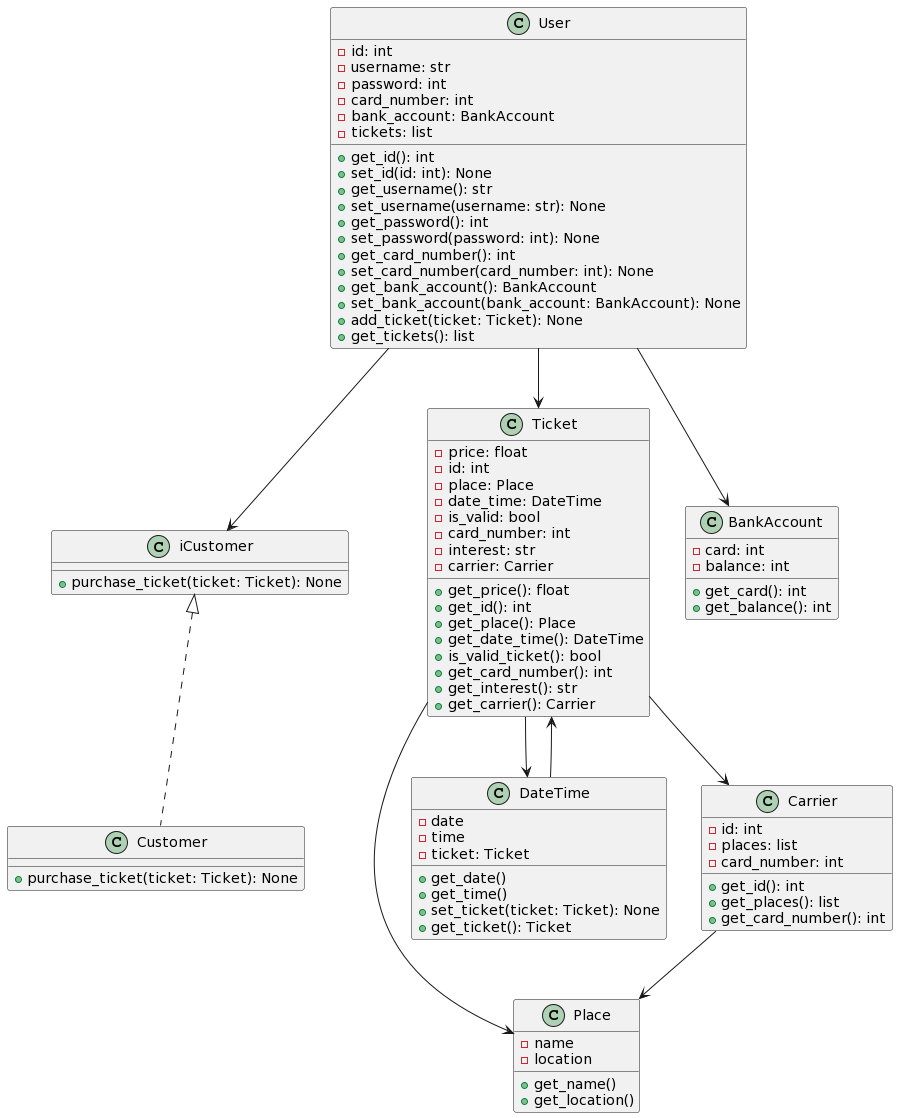 C User
id: int
username: str
password: int
card_number: int
bank_account: BankAccount
tickets: list
get_id(): int
set_id(id: int): None
get_username(): str
set_username(username: str): None
get_password(): int
set_password(password: int): None
get_card_number(): int
set_card_number(card_number: int): None
get_bank_account(): BankAccount
set_bank_account(bank_account: BankAccount): None
add_ticket(ticket: Ticket): None
get_tickets(): list
C Ticket
price: float
id: int
place: Place
date_time: DateTime
is_valid: bool
card_number: int
interest: str
carrier: Carrier
get_price(): float
get_id(): int
get_place(): Place
get_date_time(): DateTime
is_valid_ticket(): bool
get_card_number(): int
get_interest(): str
get_carrier(): Carrier
C BankAccount
card: int
balance: int
get_card(): int
get_balance(): int
C iCustomer
purchase_ticket(ticket: Ticket): None
C Customer
purchase_ticket(ticket: Ticket): None
C DateTime
date
time
ticket: Ticket
get_date()
get_time()
set_ticket(ticket: Ticket): None
get_ticket(): Ticket
C Carrier
id: int
places: list
card_number: int
get_id(): int
get_places(): list
get_card_number(): int
C Place
name
location
get_name()
get_location()